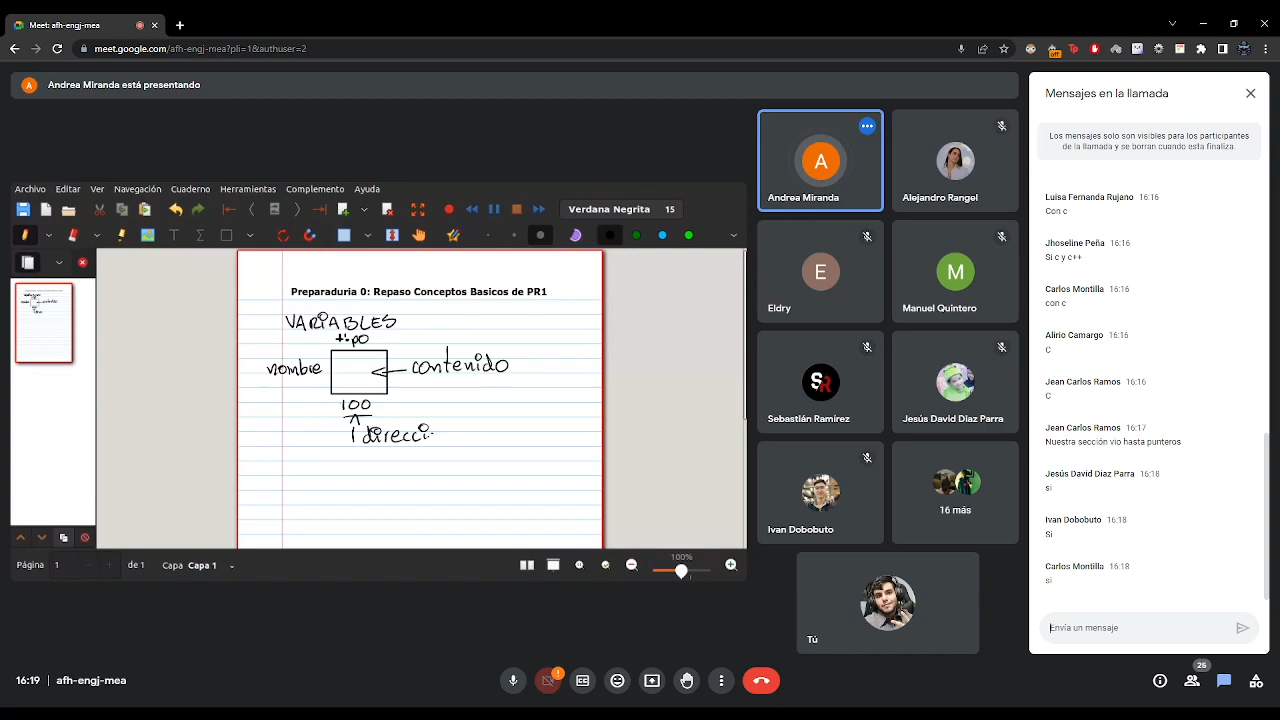 Meet: afh-engj-mea
meet.google.com/afh-engj-mea?pli=1&authuser=2
off
Tp
A
Andrea Miranda está presentando
Archivo Editar Ver Navegación Cuaderno Herramientas Complemento Ayuda
Verdana Negrita 15
Preparaduria 0: Repaso Conceptos Basicos de PR1
VARIABLES
tipo
nombre
contenido
100
1 direcci
Página 1 de 1 Capa Capa 1
100%
A
Andrea Miranda
Alejandro Rangel
E
Eldry
M
Manuel Quintero
SR
Sebastián Ramírez
Jesús David Díaz Parra
Ivan Dobobuto
16 más
Tú
Mensajes en la llamada
Los mensajes solo son visibles para los participantes
de la llamada y se borran cuando esta finaliza.
Luisa Fernanda Rujano 16:16
Con c
Jhoseline Peña 16:16
Si c y c++
Carlos Montilla 16:16
con c
Alirio Camargo 16:16
C
Jean Carlos Ramos 16:16
C
Jean Carlos Ramos 16:17
Nuestra sección vio hasta punteros
Jesús David Díaz Parra 16:18
si
Ivan Dobobuto 16:18
Si
Carlos Montilla 16:18
si
Envía un mensaje
16:19 afh-engj-mea
!
26